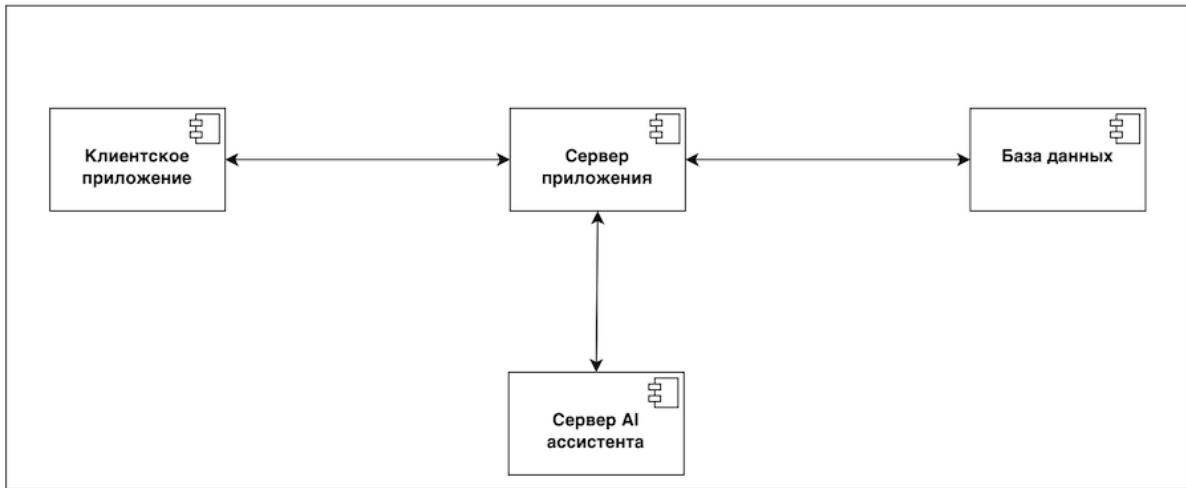 Клиентское
приложение
Сервер
приложения
База данных
Сервер AI
ассистента